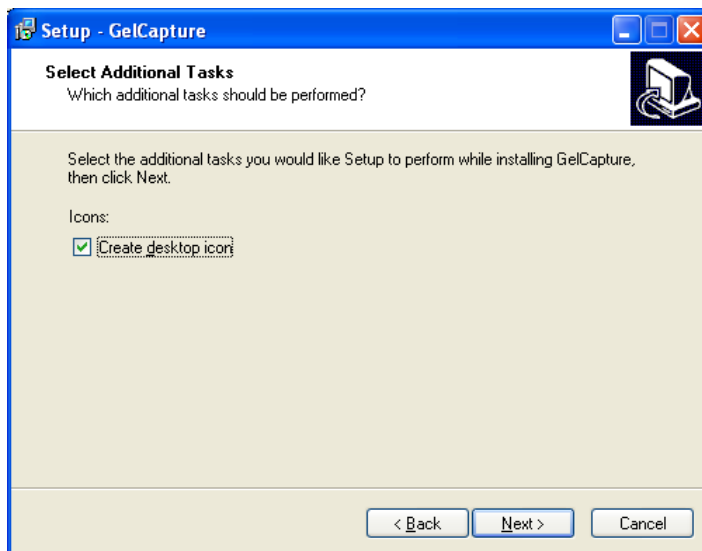 Setup - GelCapture
Select Additional Tasks
Which additional tasks should be performed?
Select the additional tasks you would like Setup to perform while installing GelCapture,
then click Next.
Icons:
Create desktop icon
< Back
Next >
Cancel